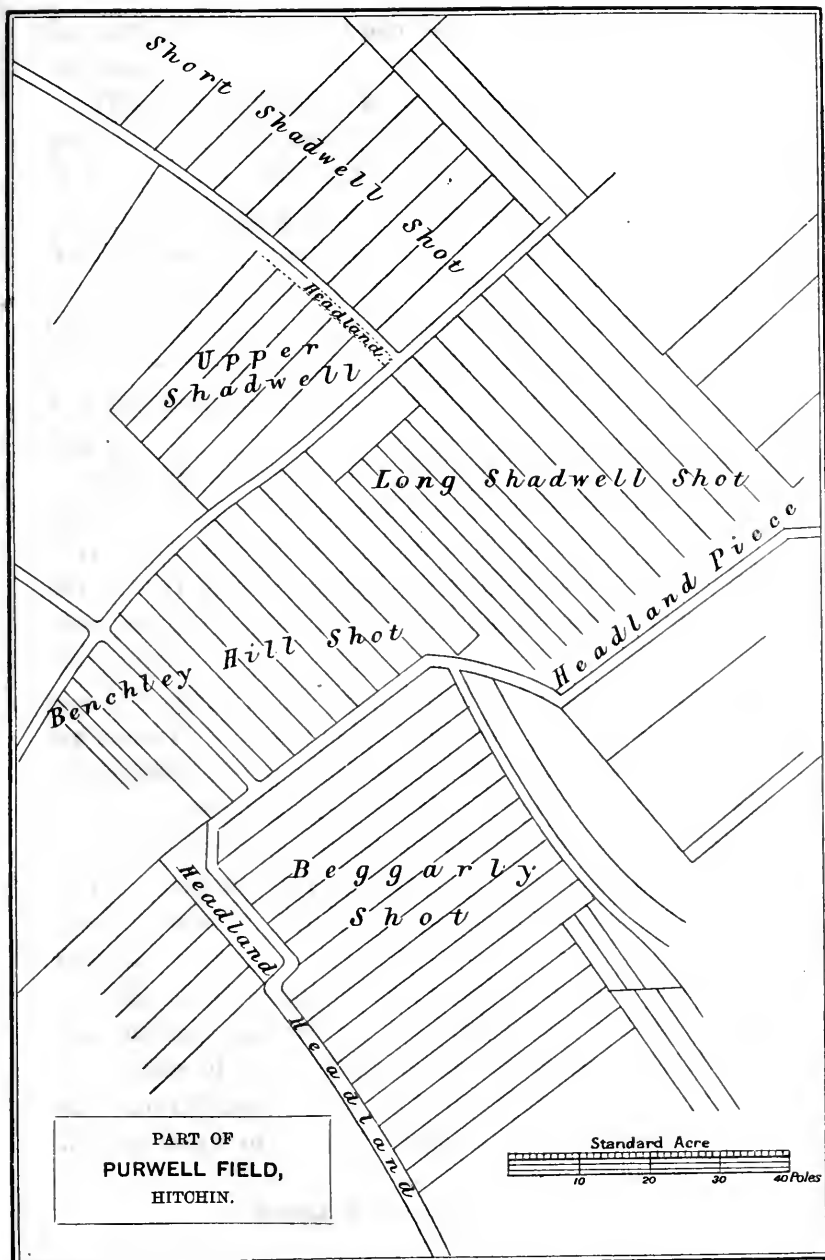 Short Shadwell Shot
Headland
Upper
Shadwell
Long Shadwell Shot
Headland Piece
Benchley Hill Shot
Beggarly
Shot
Headland
Headland
PART OF
PURWELL FIELD,
HITCHIN.
Standard Acre
10 20 30 40 Poles